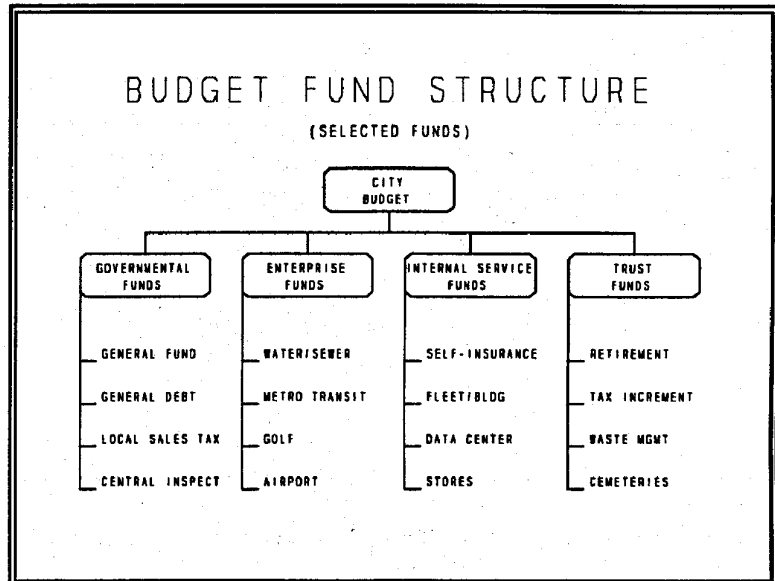 BUDGET FUND STRUCTURE
(SELECTED FUNDS)
CITY
BUDGET
GOVERNMENTAL
FUNDS
ENTERPRISE
FUNDS
INTERNAL SERVICE
FUNDS
TRUST
FUNDS
GENERAL FUND
GENERAL DEBT
LOCAL SALES TAX
CENTRAL INSPECT
WATER/SEWER
METRO TRANSIT
GOLF
AIRPORT
SELF-INSURANCE
FLEET/BLDG
DATA CENTER
STORES
RETIREMENT
TAX INCREMENT
WASTE MGMT
CEMETERIES